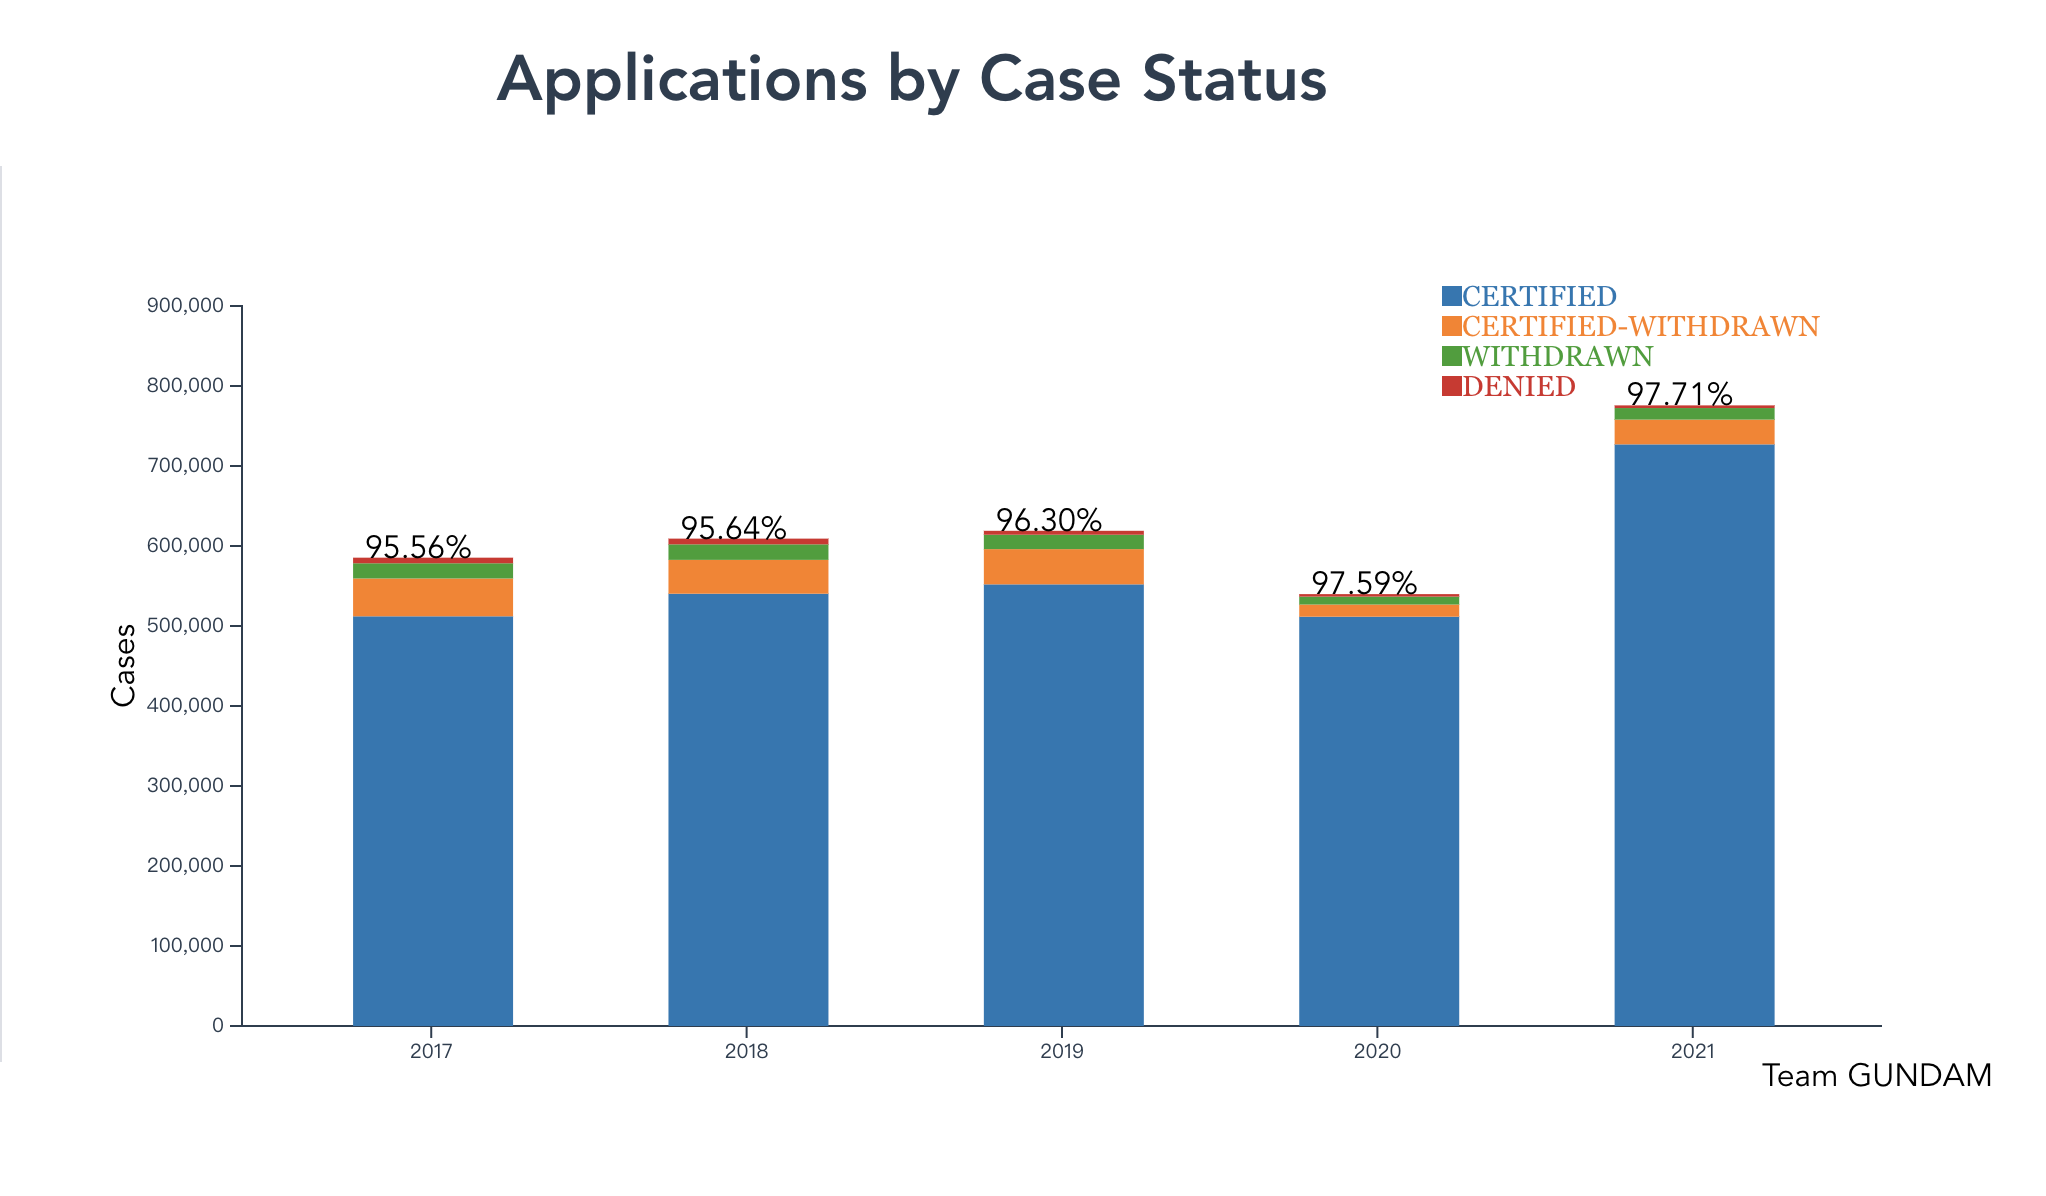 Applications by Case Status
CERTIFIED
CERTIFIED-WITHDRAWN
WITHDRAWN
DENIED
900,000
800,000
700,000
600,000
500,000
400,000
300,000
200,000
100,000
0
Cases
95.56%
95.64%
96.30%
97.59%
97.71%
2017
2018
2019
2020
2021
Team GUNDAM